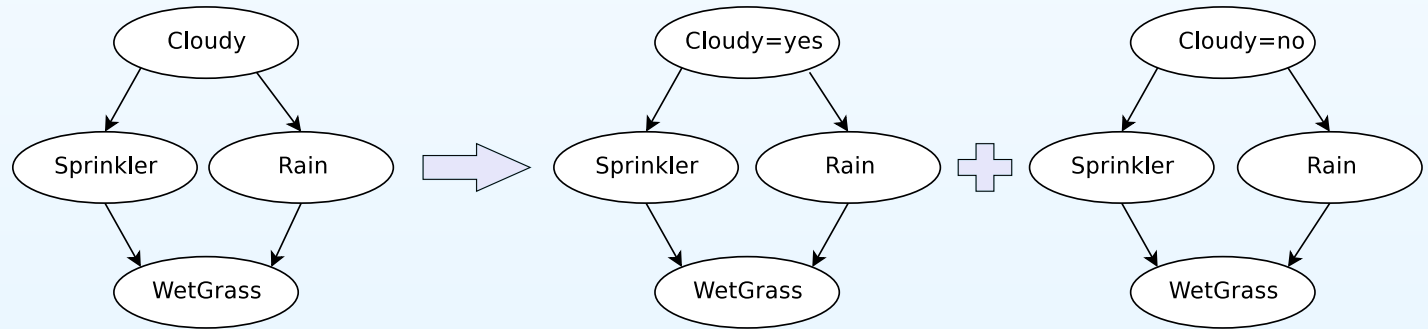 Cloudy
Cloudy=yes
Cloudy=no
Sprinkler
Rain
Sprinkler
Rain
Sprinkler
Rain
WetGrass
WetGrass
WetGrass